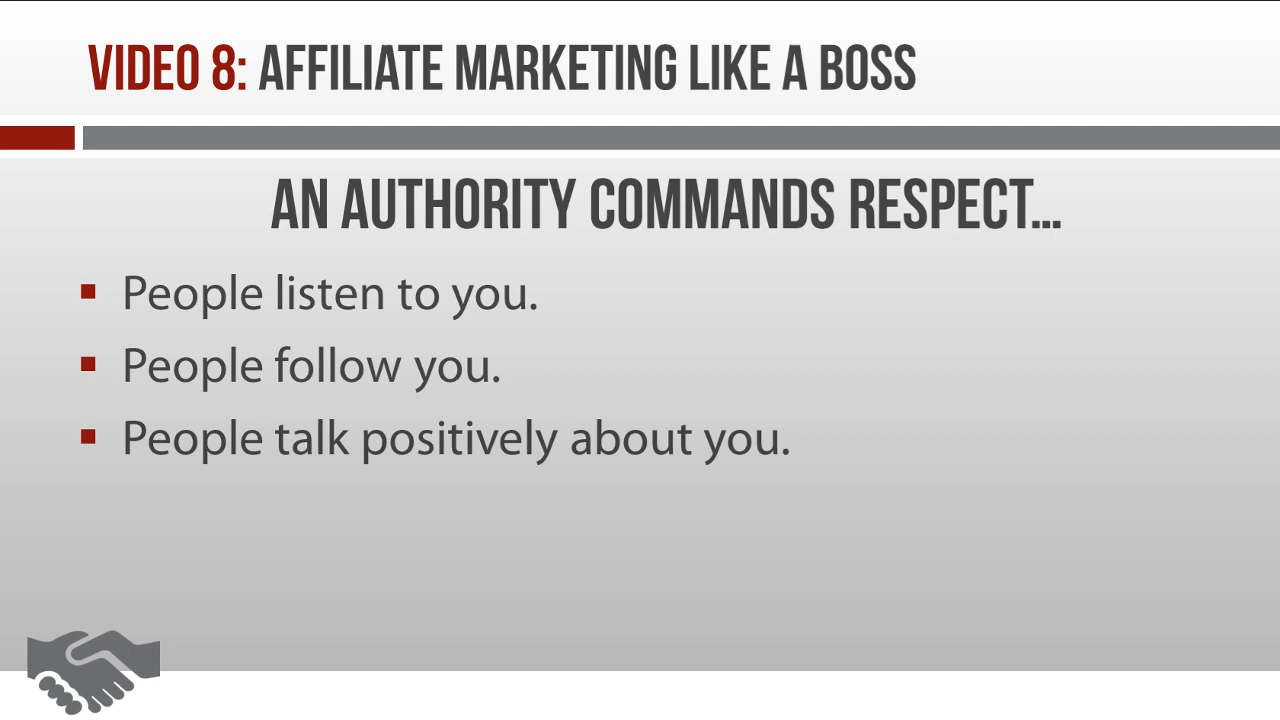 VIDEO 8: AFFILIATE MARKETING LIKE A BOSS
AN AUTHORITY COMMANDS RESPECT...
People listen to you.
People follow you.
People talk positively about you.